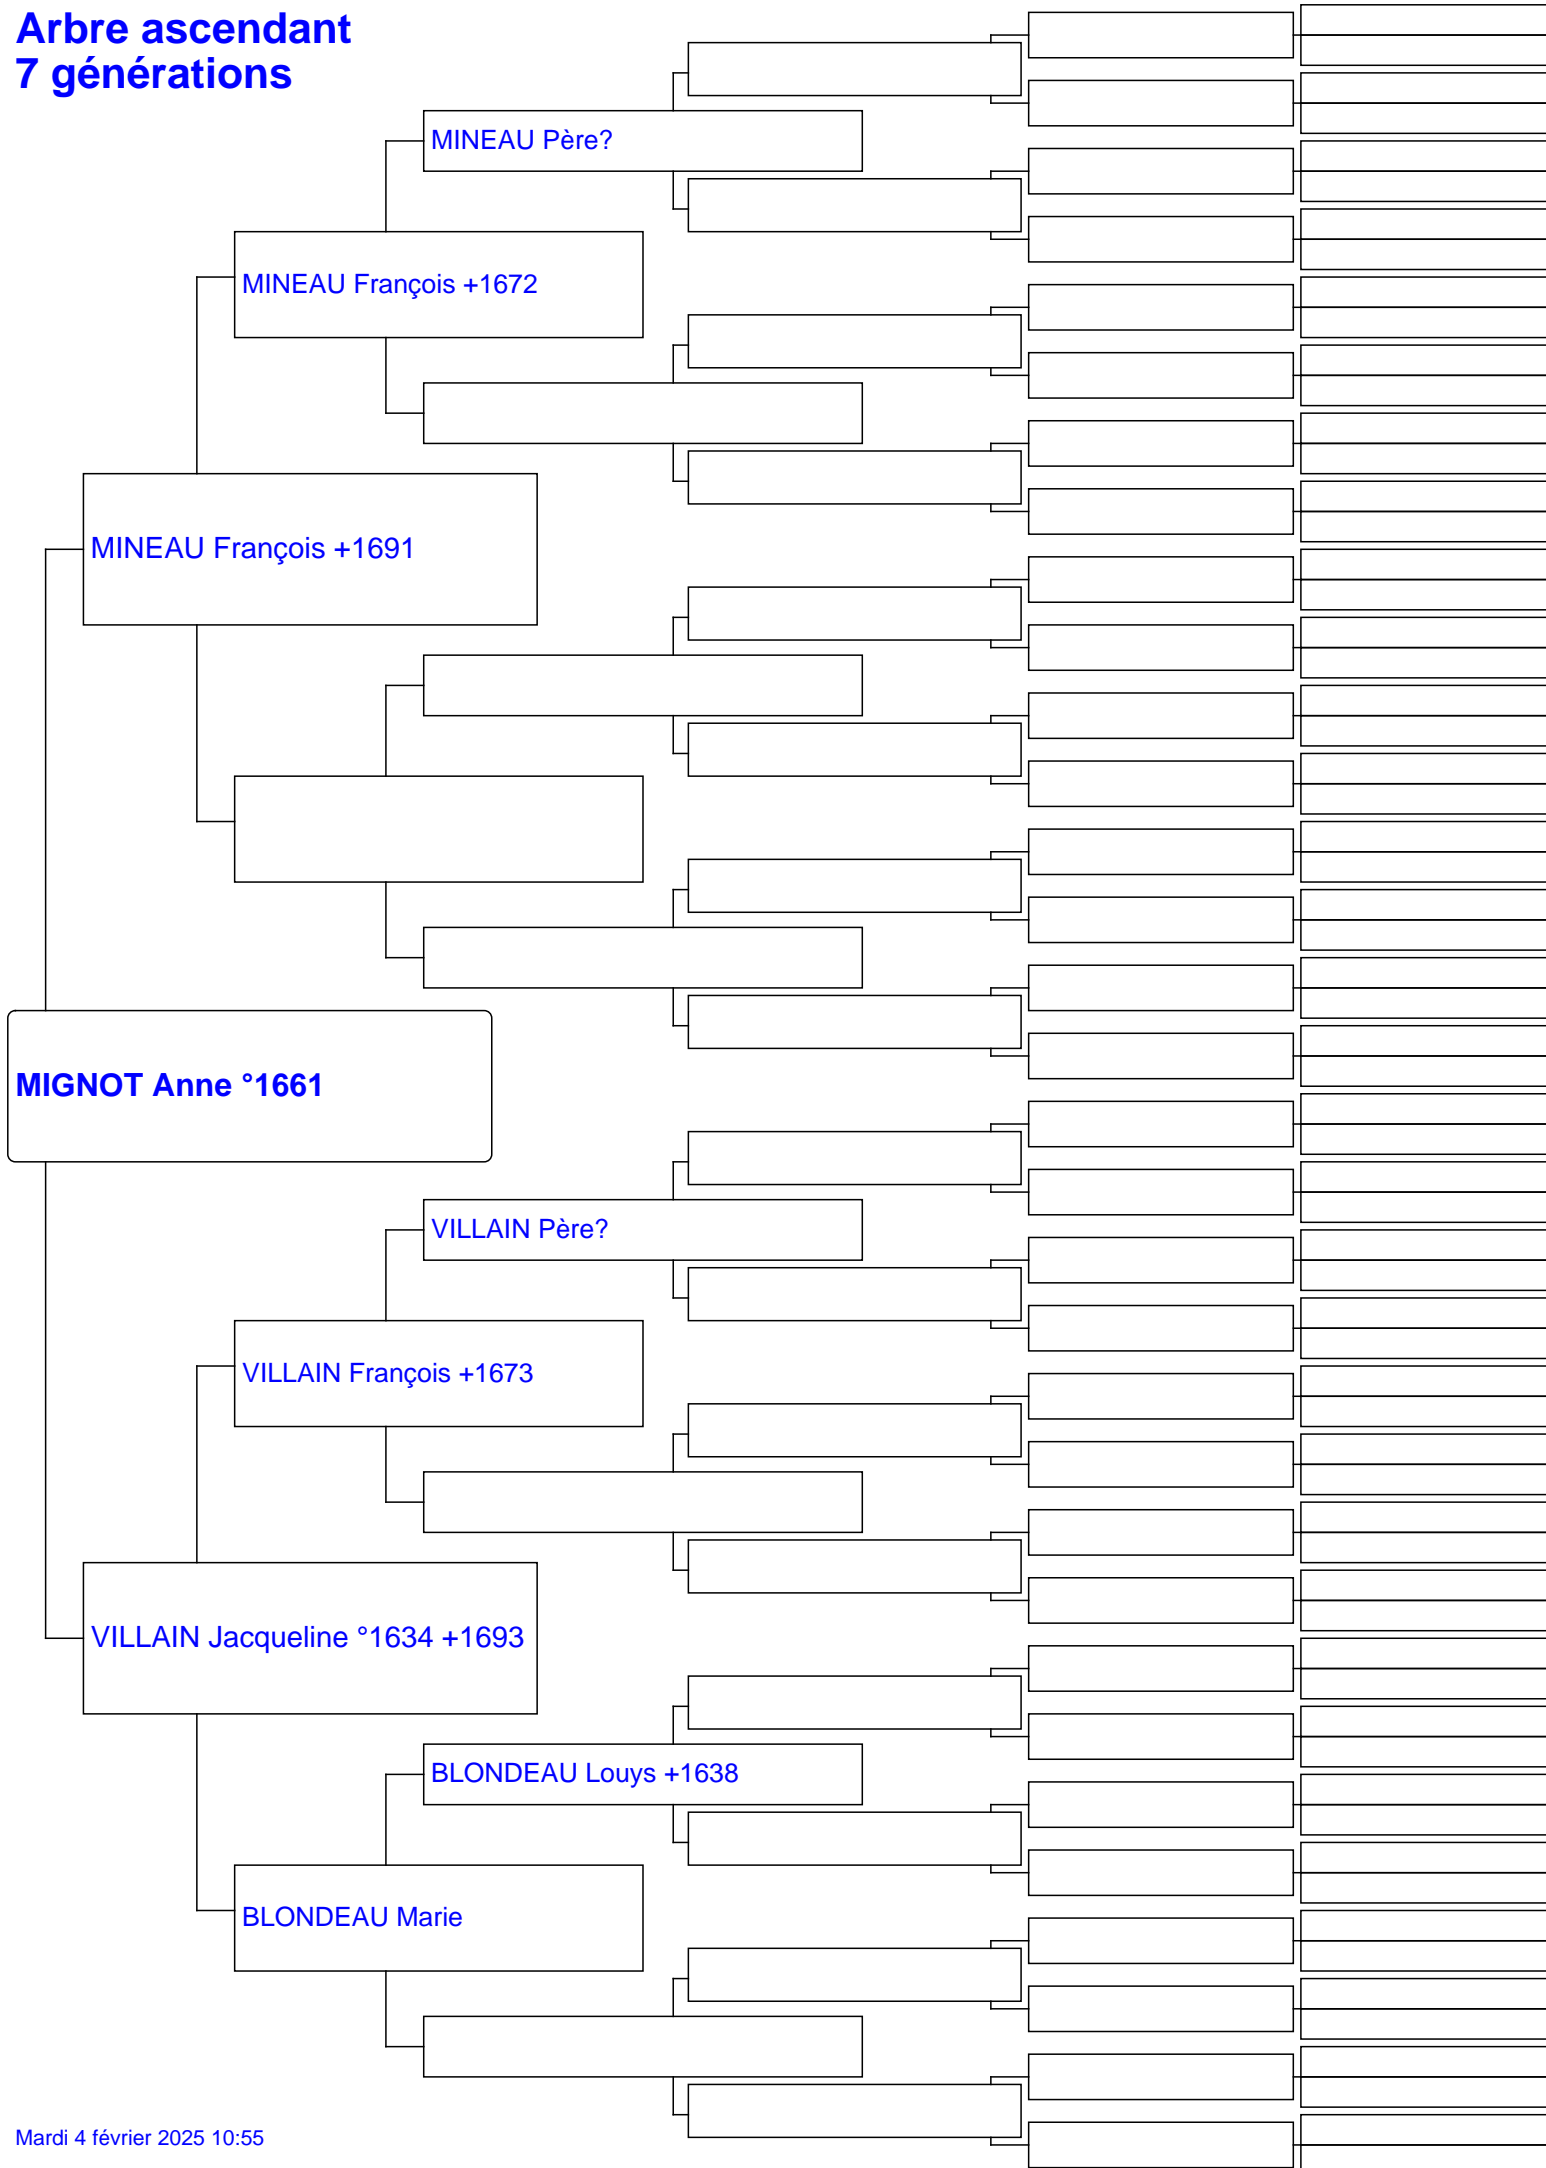 Arbre ascendant
7 générations
MINEAU Père?
MINEAU François +1672
MINEAU François +1691
MIGNOT Anne °1661
VILLAIN Père?
VILLAIN François +1673
VILLAIN Jacqueline °1634 +1693
BLONDEAU Louys +1638
BLONDEAU Marie
Mardi 4 février 2025 10:55